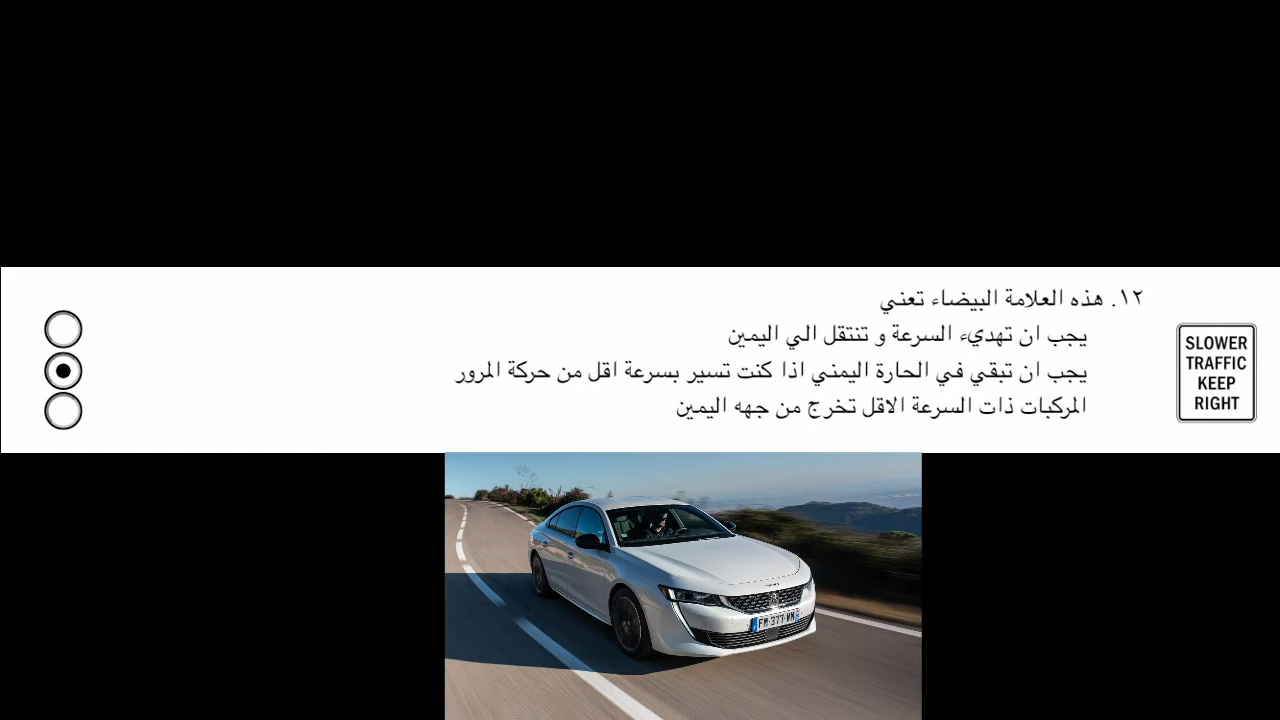 ١٢. هذه العلامة البيضاء تعني
يجب ان تهديء السرعة و تنتقل الي اليمين
يجب ان تبقي في الحارة اليمني اذا كنت تسير بسرعة اقل من حركة المرور
المركبات ذات السرعة الاقل تخرج من جهه اليمين
SLOWER
TRAFFIC
KEEP
RIGHT
FM-377-WM